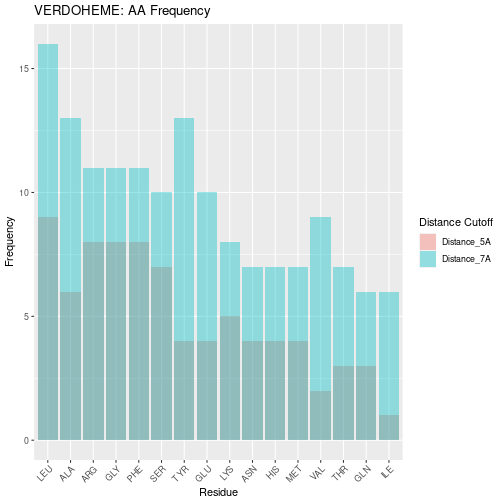 VERDOHEME: AA Frequency
15
10
5
0
Frequency
LEU ALA ARG GLY PHE SER TYR GLU LYS ASN HIS MET VAL THR GLN ILE
Residue
Distance Cutoff
Distance_5A
Distance_7A